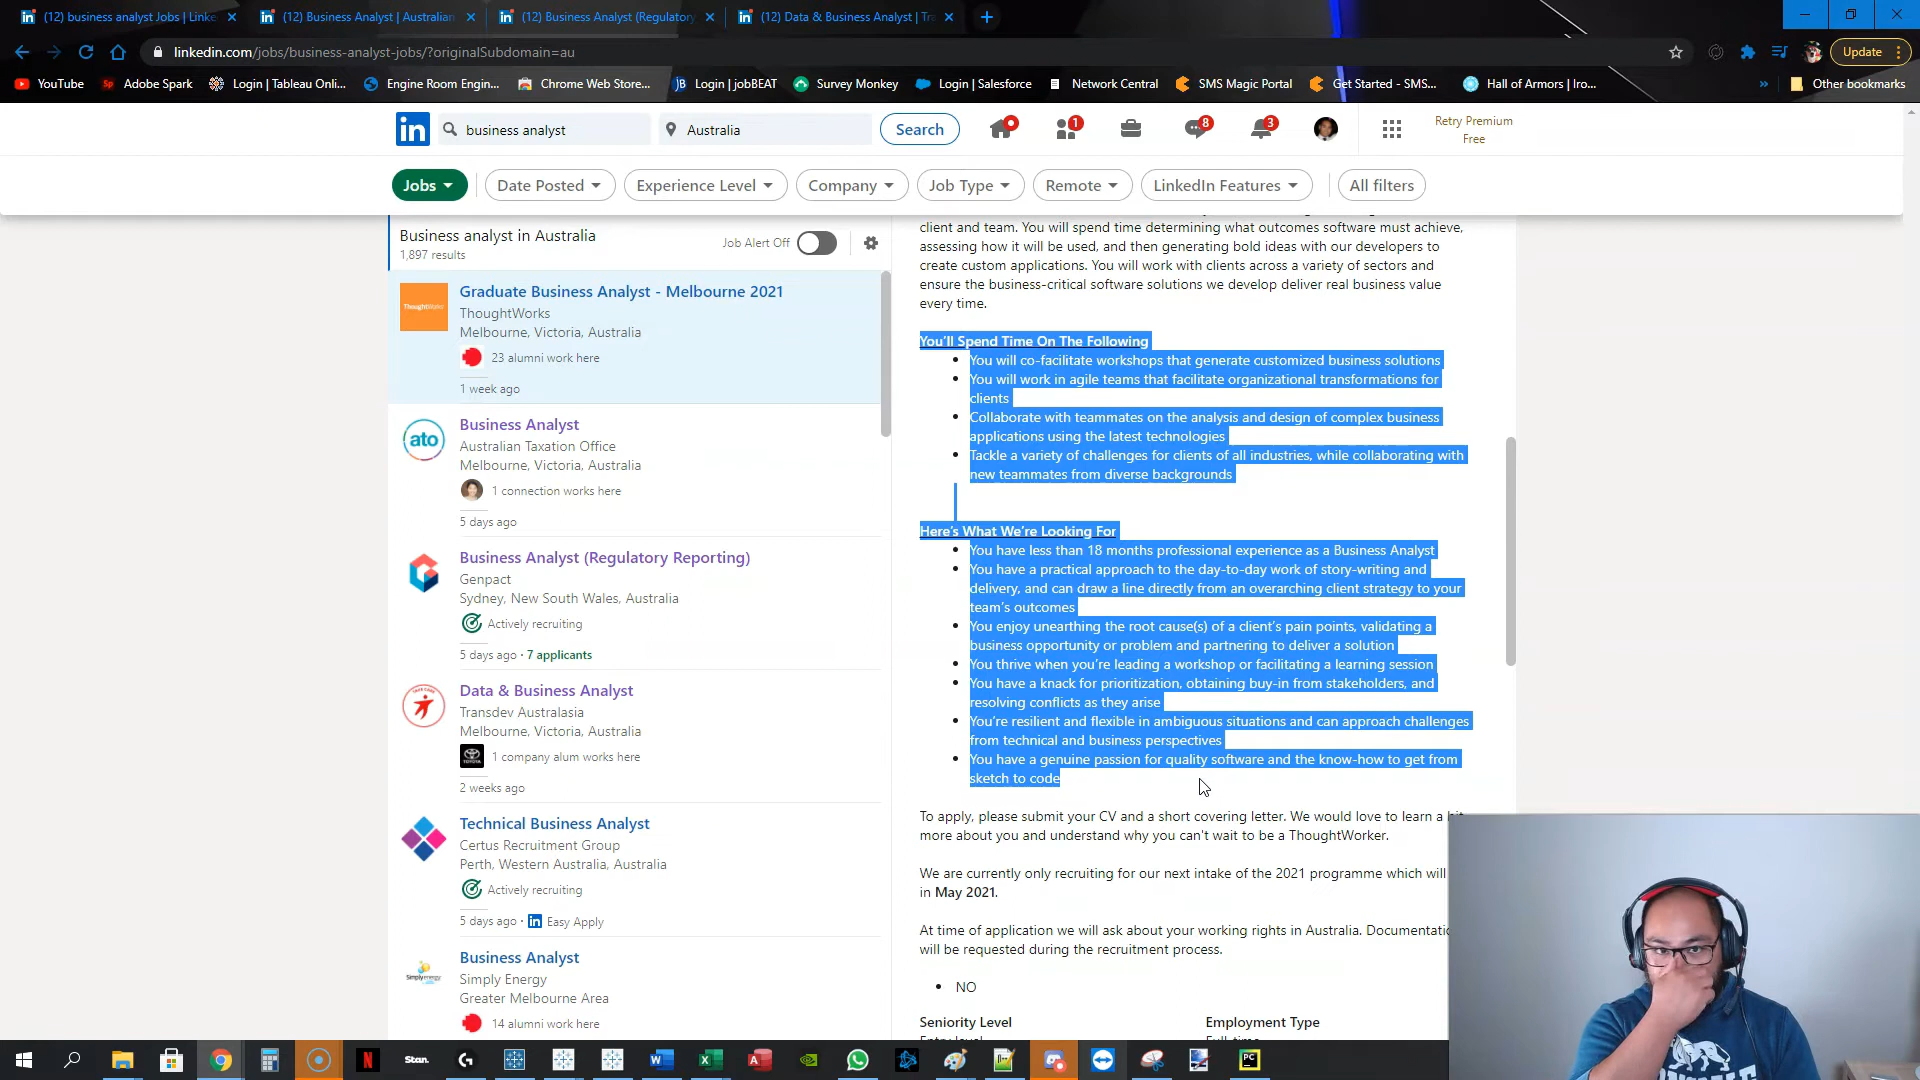 (12) business analyst Jobs | Linke
(12) Business Analyst | Australian
(12) Business Analyst (Regulatory
(12) Data & Business Analyst | Tra
linkedin.com/jobs/business-analyst-jobs/?originalSubdomain=au
Update
YouTube
Adobe Spark
Login | Tableau Onli...
Engine Room Engin...
Chrome Web Store...
Login | jobBEAT
Survey Monkey
Login | Salesforce
Network Central
SMS Magic Portal
Get Started - SMS...
Hall of Armors | Iro...
»
Other bookmarks
in
business analyst
Australia
Search
1
8
3
Retry Premium
Free
Jobs
Date Posted
Experience Level
Company
Job Type
Remote
LinkedIn Features
All filters
Business analyst in Australia
1,897 results
Job Alert Off
ThoughtWorks
Graduate Business Analyst - Melbourne 2021
ThoughtWorks
Melbourne, Victoria, Australia
23 alumni work here
1 week ago
ato
Business Analyst
Australian Taxation Office
Melbourne, Victoria, Australia
1 connection works here
5 days ago
Business Analyst (Regulatory Reporting)
Genpact
Sydney, New South Wales, Australia
Actively recruiting
5 days ago · 7 applicants
Data & Business Analyst
Transdev Australasia
Melbourne, Victoria, Australia
1 company alum works here
2 weeks ago
Technical Business Analyst
Certus Recruitment Group
Perth, Western Australia, Australia
Actively recruiting
5 days ago · in Easy Apply
Simplyenergy
Business Analyst
Simply Energy
Greater Melbourne Area
14 alumni work here
client and team. You will spend time determining what outcomes software must achieve,
assessing how it will be used, and then generating bold ideas with our developers to
create custom applications. You will work with clients across a variety of sectors and
ensure the business-critical software solutions we develop deliver real business value
every time.
You'll Spend Time On The Following
• You will co-facilitate workshops that generate customized business solutions
• You will work in agile teams that facilitate organizational transformations for
clients
• Collaborate with teammates on the analysis and design of complex business
applications using the latest technologies
• Tackle a variety of challenges for clients of all industries, while collaborating with
new teammates from diverse backgrounds
Here's What We're Looking For
• You have less than 18 months professional experience as a Business Analyst
• You have a practical approach to the day-to-day work of story-writing and
delivery, and can draw a line directly from an overarching client strategy to your
team's outcomes
• You enjoy unearthing the root cause(s) of a client's pain points, validating a
business opportunity or problem and partnering to deliver a solution
• You thrive when you're leading a workshop or facilitating a learning session
• You have a knack for prioritization, obtaining buy-in from stakeholders, and
resolving conflicts as they arise
• You're resilient and flexible in ambiguous situations and can approach challenges
from technical and business perspectives
• You have a genuine passion for quality software and the know-how to get from
sketch to code
To apply, please submit your CV and a short covering letter. We would love to learn a bit
more about you and understand why you can't wait to be a ThoughtWorker.
We are currently only recruiting for our next intake of the 2021 programme which will
in May 2021.
At time of application we will ask about your working rights in Australia. Documentatio
will be requested during the recruitment process.
• NO
Seniority Level
Employment Type
Entry level
Full-time
Stan.
PC